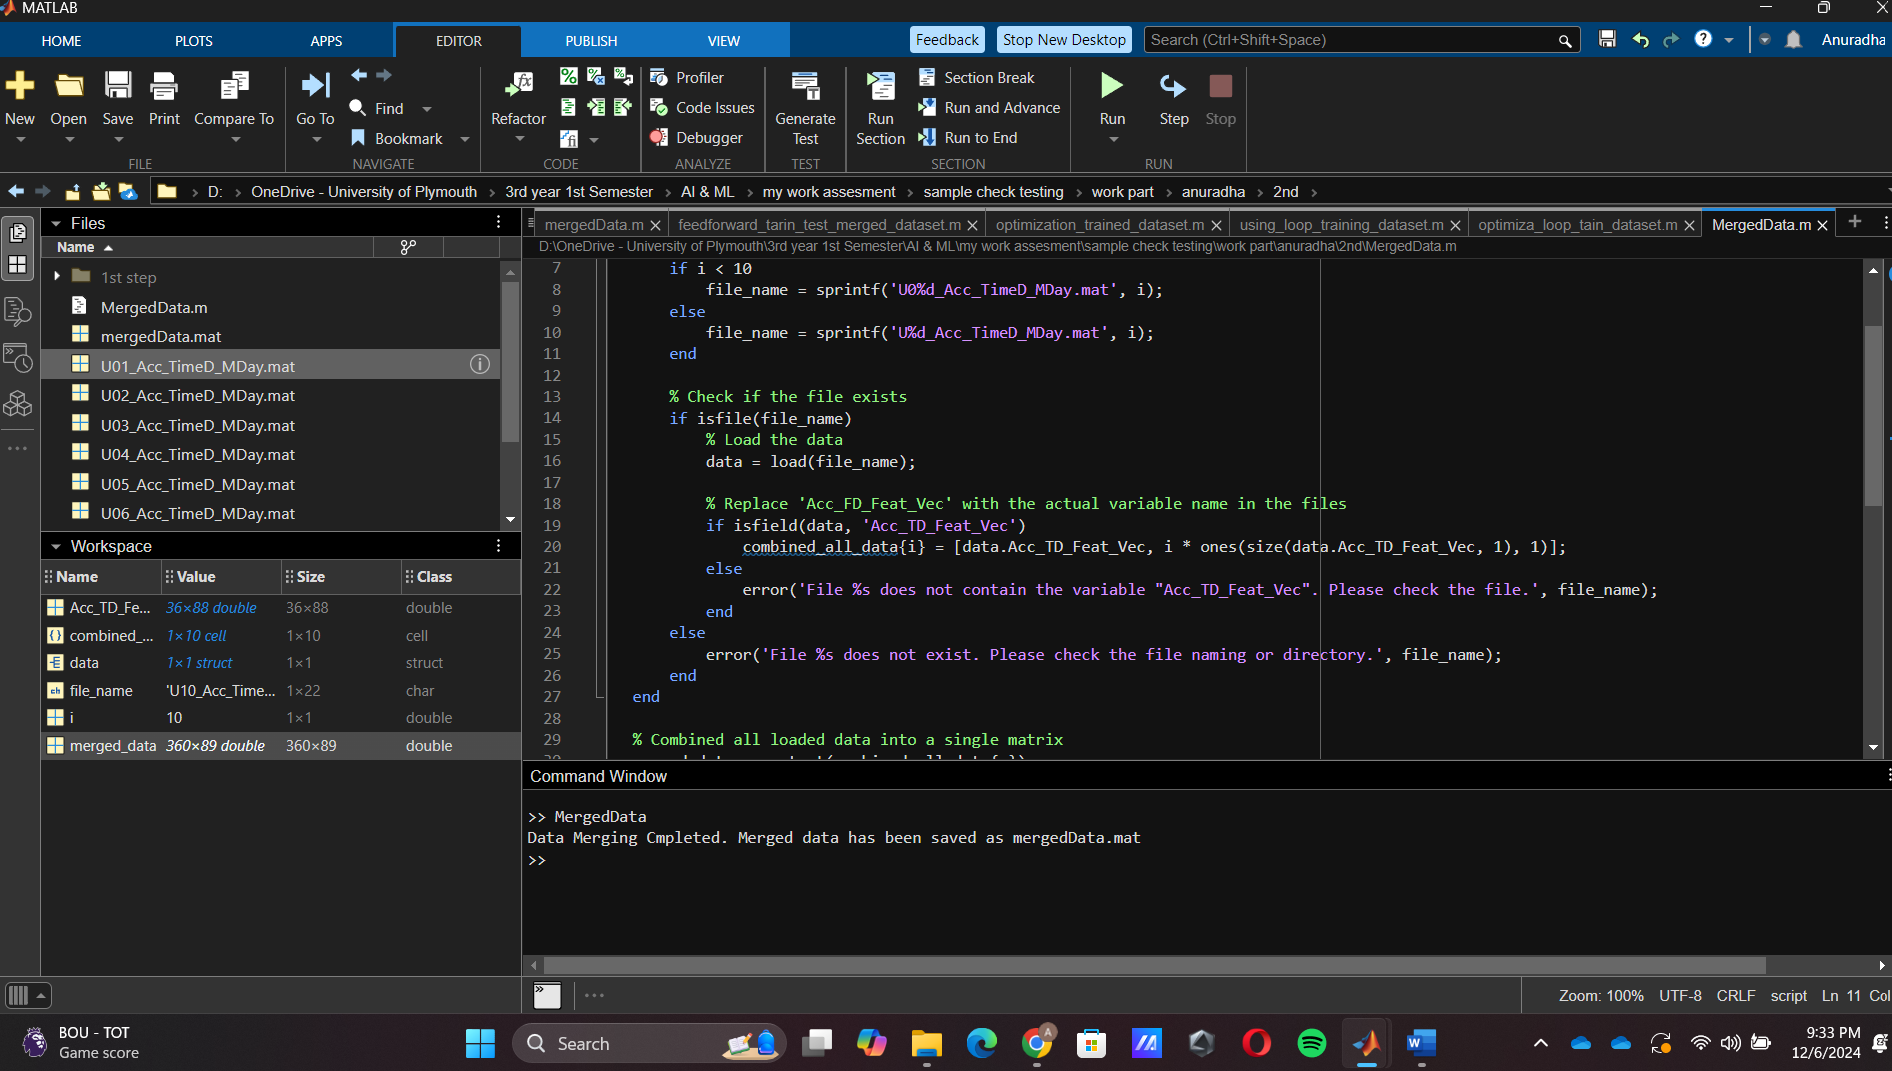 MATLAB
HOME PLOTS APPS EDITOR PUBLISH VIEW Feedback Stop New Desktop Search (Ctrl+Shift+Space) Anuradha
New Open Save Print Compare To
FILE
Go To Find Bookmark
NAVIGATE
Refactor
CODE
Profiler
Code Issues
Debugger
ANALYZE
Generate Test
TEST
Run Section
Section Break
Run and Advance
Run to End
SECTION
Run Step Stop
RUN
D: OneDrive - University of Plymouth 3rd year 1st Semester AI & ML my work assesment sample check testing work part anuradha 2nd
Files
Name
1st step
MergedData.m
mergedData.mat
U01_Acc_TimeD_MDay.mat
U02_Acc_TimeD_MDay.mat
U03_Acc_TimeD_MDay.mat
U04_Acc_TimeD_MDay.mat
U05_Acc_TimeD_MDay.mat
U06_Acc_TimeD_MDay.mat
Workspace
Name Value Size Class
Acc_TD_Fe... 36×88 double 36×88 double
combined_... 1×10 cell 1×10 cell
data 1×1 struct 1×1 struct
file_name 'U10_Acc_Time... 1×22 char
i 10 1×1 double
merged_data 360×89 double 360×89 double
mergedData.m feedforward_tarin_test_merged_dataset.m optimization_trained_dataset.m using_loop_training_dataset.m optimiza_loop_tain_dataset.m MergedData.m
D:\OneDrive - University of Plymouth\3rd year 1st Semester\AI & ML\my work assesment\sample check testing\work part\anuradha\2nd\MergedData.m
7 if i < 10
8 file_name = sprintf('U0%d_Acc_TimeD_MDay.mat', i);
9 else
10 file_name = sprintf('U%d_Acc_TimeD_MDay.mat', i);
11 end
12
13 % Check if the file exists
14 if isfile(file_name)
15 % Load the data
16 data = load(file_name);
17
18 % Replace 'Acc_FD_Feat_Vec' with the actual variable name in the files
19 if isfield(data, 'Acc_TD_Feat_Vec')
20 combined_all_data{i} = [data.Acc_TD_Feat_Vec, i * ones(size(data.Acc_TD_Feat_Vec, 1), 1)];
21 else
22 error('File %s does not contain the variable "Acc_TD_Feat_Vec". Please check the file.', file_name);
23 end
24 else
25 error('File %s does not exist. Please check the file naming or directory.', file_name);
26 end
27 end
28
29 % Combined all loaded data into a single matrix
Command Window
>> MergedData
Data Merging Cmpleted. Merged data has been saved as mergedData.mat
>>
Zoom: 100% UTF-8 CRLF script Ln 11 Col
BOU - TOT
Game score
Search
9:33 PM
12/6/2024